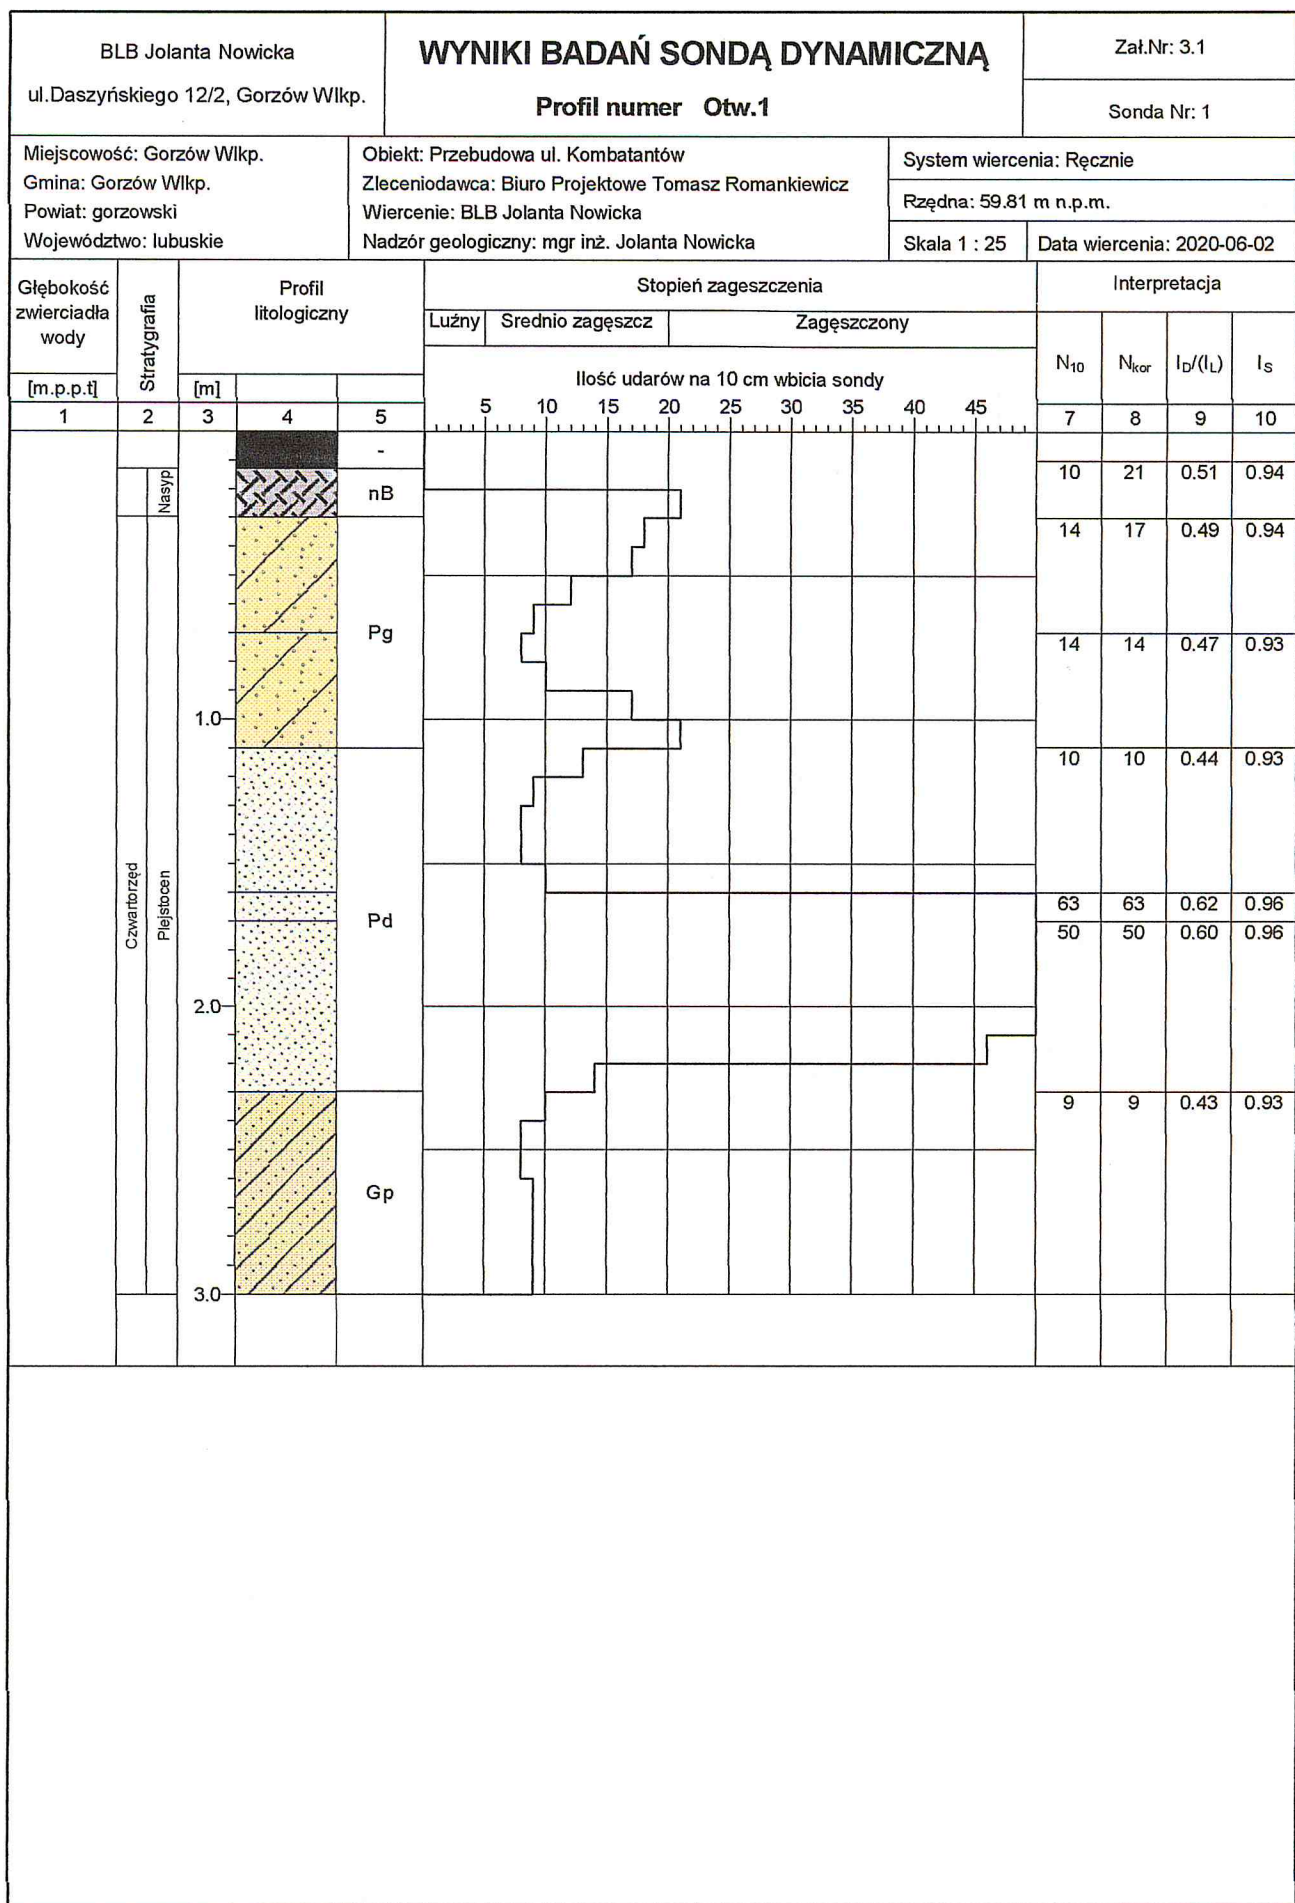 BLB Jolanta Nowicka
ul.Daszyńskiego 12/2, Gorzów Wlkp.
WYNIKI BADAŃ SONDĄ DYNAMICZNĄ
Profil numer Otw.1
Zał.Nr: 3.1
Sonda Nr: 1
Miejscowość: Gorzów Wlkp.
Gmina: Gorzów Wlkp.
Powiat: gorzowski
Województwo: lubuskie
Obiekt: Przebudowa ul. Kombatantów
Zleceniodawca: Biuro Projektowe Tomasz Romankiewicz
Wiercenie: BLB Jolanta Nowicka
Nadzór geologiczny: mgr inż. Jolanta Nowicka
System wiercenia: Ręcznie
Rzędna: 59.81 m n.p.m.
Skala 1 : 25
Data wiercenia: 2020-06-02
Głębokość
zwierciadła
wody
[m.p.p.t]
Stratygrafia
Profil
litologiczny
[m]
Stopień zagęszczenia
Luźny
Srednio zagęszcz
Zagęszczony
Ilość udarów na 10 cm wbicia sondy
5 10 15 20 25 30 35 40 45
Interpretacja
N10 Nkor ID/(IL) IS
1 2 3 4 5 7 8 9 10
-
Nasyp
nB
10 21 0.51 0.94
14 17 0.49 0.94
Pg
14 14 0.47 0.93
1.0
10 10 0.44 0.93
Czwartorzęd
Plejstocen
Pd
63 63 0.62 0.96
50 50 0.60 0.96
2.0
9 9 0.43 0.93
Gp
3.0